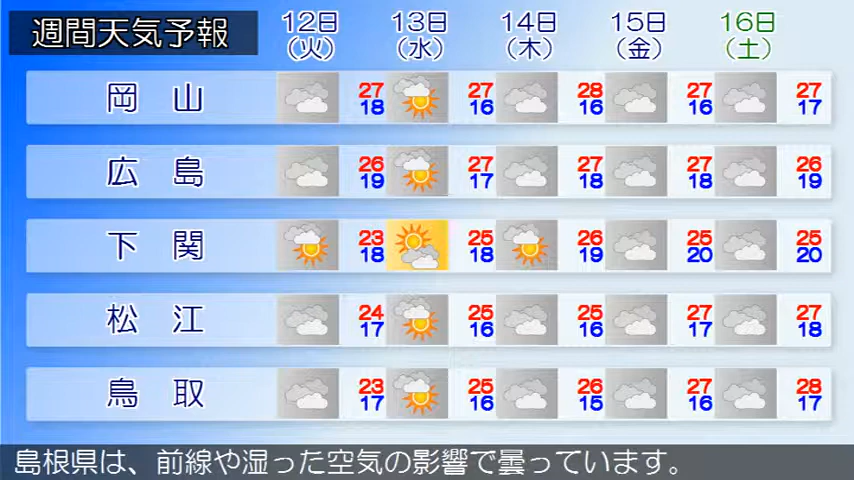 週間天気予報
12日 13日 14日 15日 16日
(火) (水) (木) (金) (土)
岡 山 27 18 27 16 28 16 27 16 27 17
広 島 26 19 27 17 27 18 27 18 26 19
下 関 23 18 25 18 26 19 25 20 25 20
松 江 24 17 25 16 25 16 27 17 27 18
鳥 取 23 17 25 16 26 15 27 16 28 17
島根県は、前線や湿った空気の影響で曇っています。